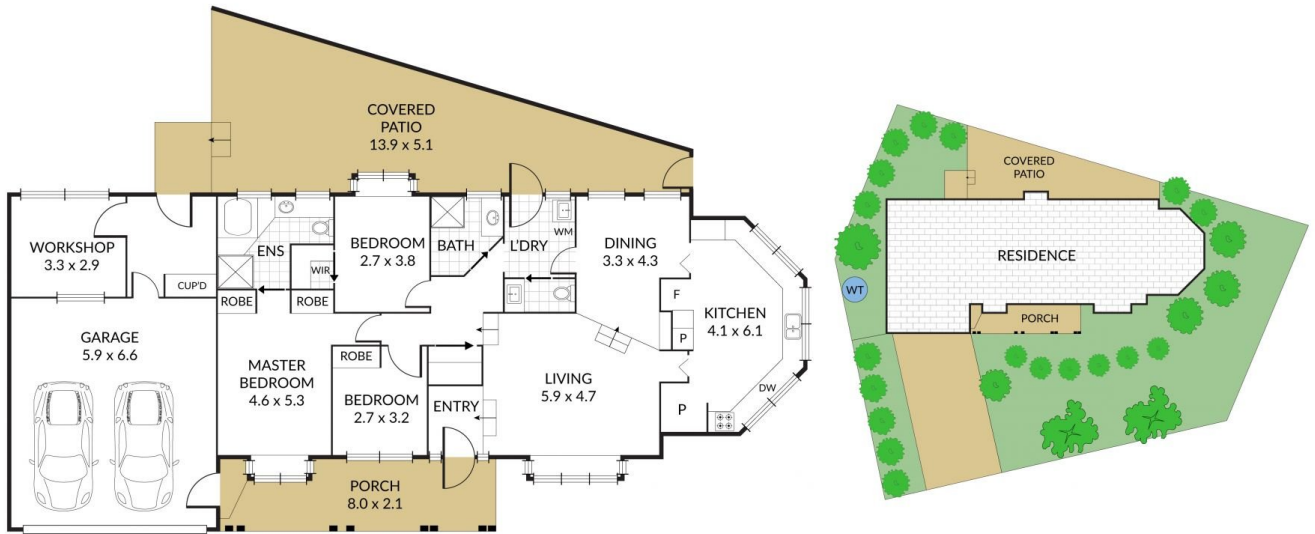 COVERED
PATIO
13.9 x 5.1
WORKSHOP
3.3 x 2.9
CUP'D
ENS
WIR
ROBE
ROBE
BEDROOM
2.7 x 3.8
BATH
L'DRY
WM
DINING
3.3 x 4.3
F
P
KITCHEN
4.1 x 6.1
GARAGE
5.9 x 6.6
MASTER
BEDROOM
4.6 x 5.3
ROBE
BEDROOM
2.7 x 3.2
ENTRY
LIVING
5.9 x 4.7
P
DW
PORCH
8.0 x 2.1
COVERED
PATIO
RESIDENCE
WT
PORCH